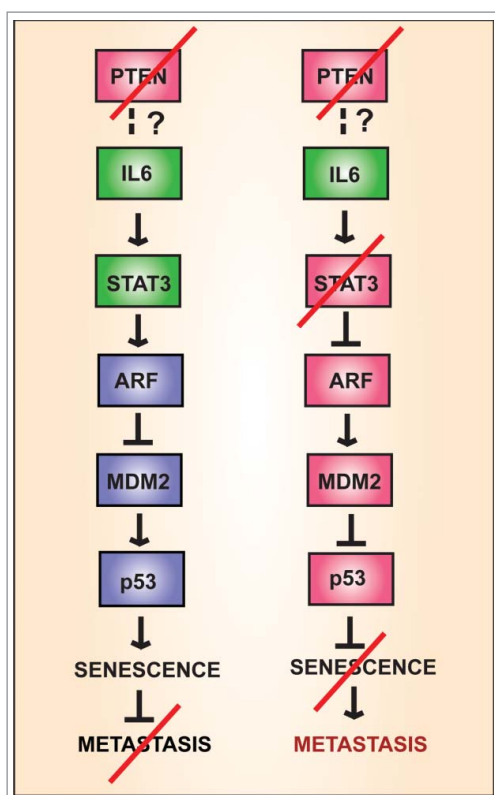 PTEN
?
IL6
STAT3
ARF
MDM2
p53
SENESCENCE
METASTASIS
PTEN
?
IL6
STAT3
ARF
MDM2
p53
SENESCENCE
METASTASIS